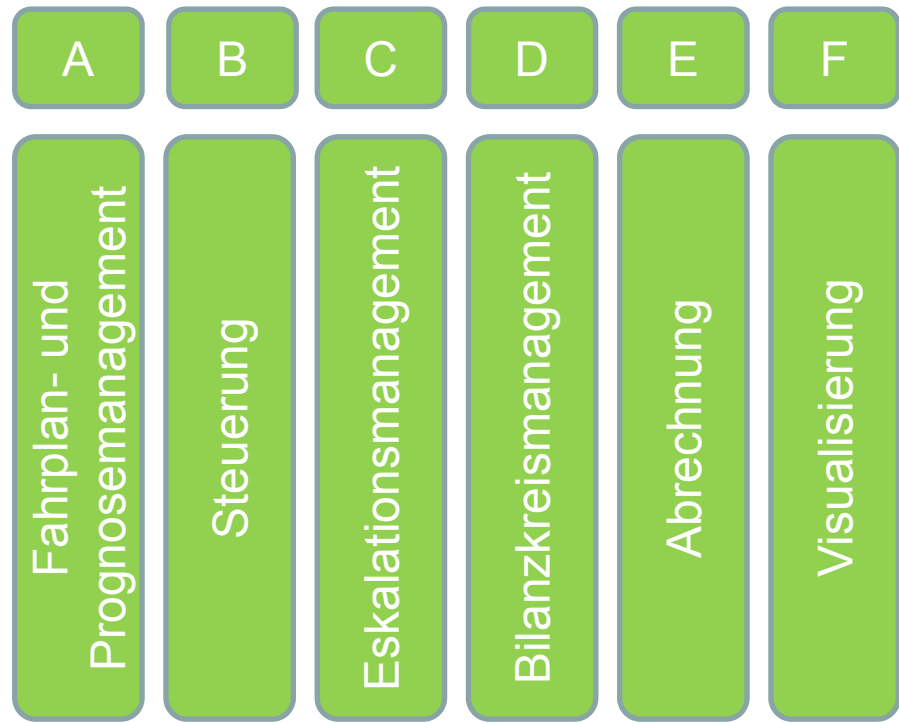 A
B
C
D
E
F
Fahrplan- und
Prognosemanagement
Steuerung
Eskalationsmanagement
Bilanzkreismanagement
Abrechnung
Visualisierung